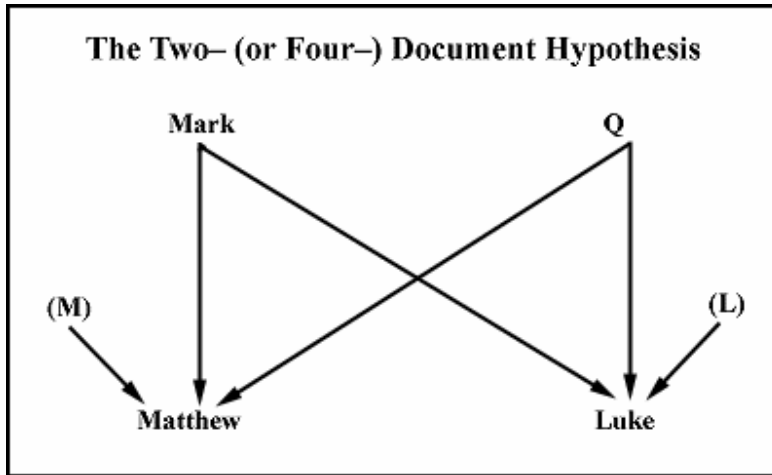 The Two– (or Four–) Document Hypothesis
Mark Q
(M) (L)
Matthew Luke